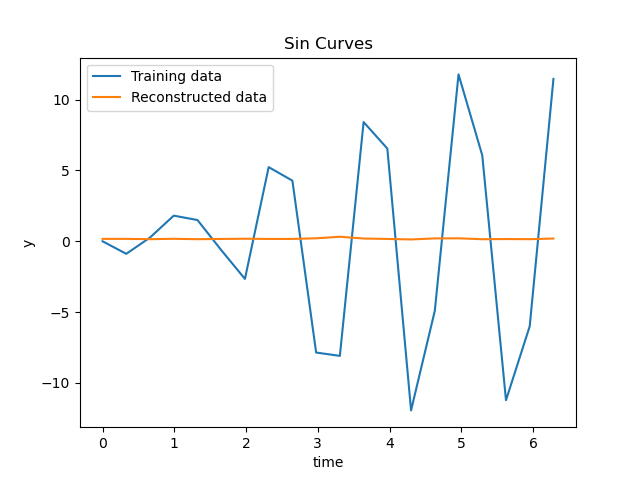 Sin Curves
Training data
Reconstructed data
10
5
0
−5
−10
y
0 1 2 3 4 5 6
time